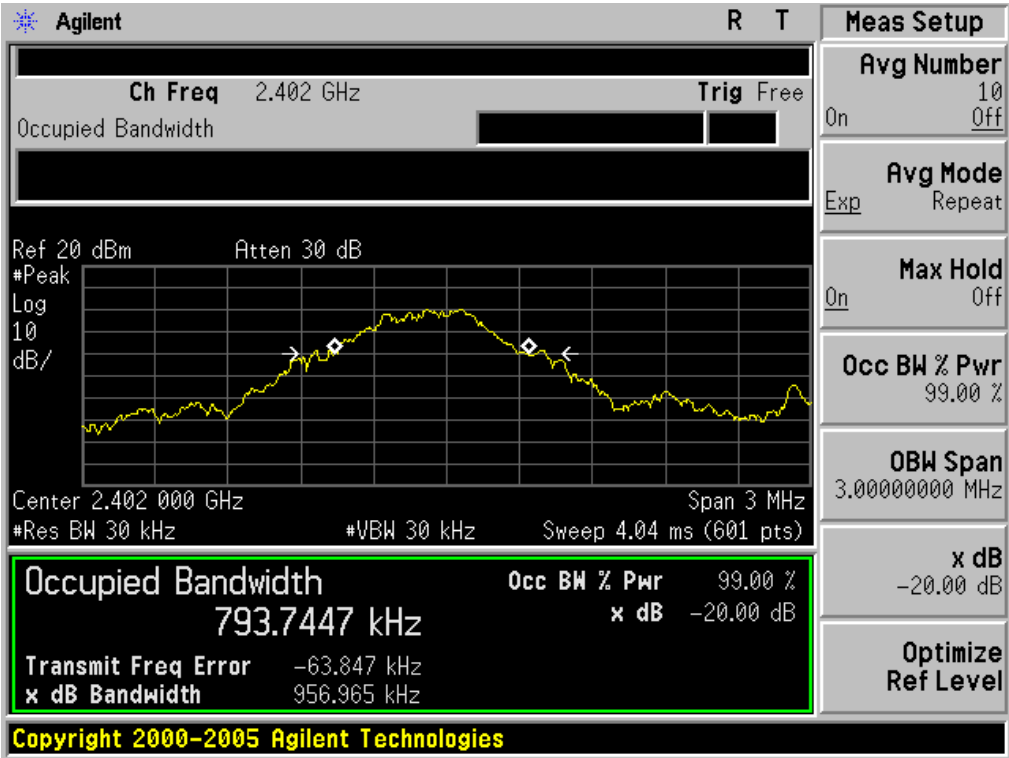 Agilent R T
Meas Setup
Ch Freq 2.402 GHz Trig Free
Occupied Bandwidth
Ref 20 dBm Atten 30 dB
#Peak
Log
10
dB/
Center 2.402 000 GHz Span 3 MHz
#Res BW 30 kHz #VBW 30 kHz Sweep 4.04 ms (601 pts)
Occupied Bandwidth
793.7447 kHz
Occ BW % Pwr 99.00 %
x dB -20.00 dB
Transmit Freq Error -63.847 kHz
x dB Bandwidth 956.965 kHz
Avg Number
10
On Off
Avg Mode
Exp Repeat
Max Hold
On Off
Occ BW % Pwr
99.00 %
OBW Span
3.00000000 MHz
x dB
-20.00 dB
Optimize
Ref Level
Copyright 2000-2005 Agilent Technologies